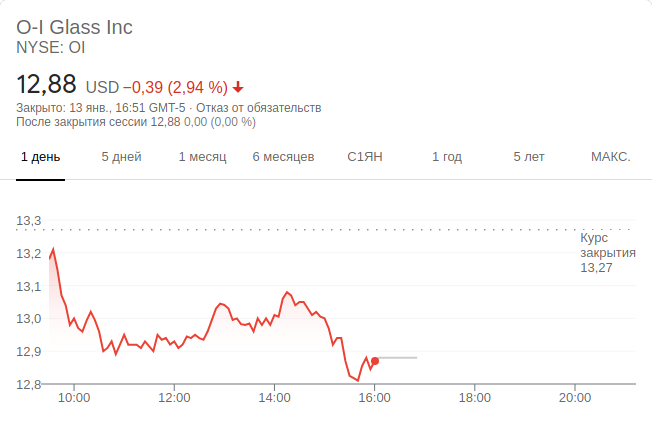 O-I Glass Inc
NYSE: OI
12,88 USD −0,39 (2,94 %)
Закрыто: 13 янв., 16:51 GMT-5 · Отказ от обязательств
После закрытия сессии 12,88 0,00 (0,00 %)
1 день 5 дней 1 месяц 6 месяцев С1ЯН 1 год 5 лет МАКС.
13,3
Курс
закрытия
13,27
13,2
13,1
13,0
12,9
12,8
10:00 12:00 14:00 16:00 18:00 20:00